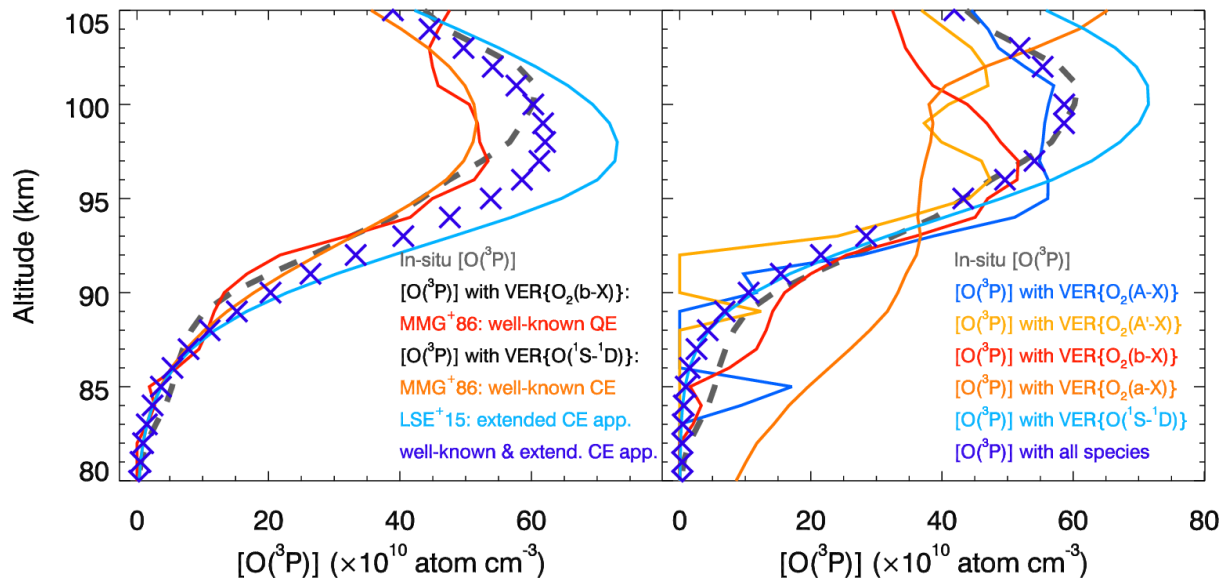 105
100
95
90
85
80
Altitude (km)
In-situ [O(³P)]
[O(³P)] with VER{O₂(b-X)}:
MMG⁺86: well-known QE
[O(³P)] with VER{O(¹S-¹D)}:
MMG⁺86: well-known CE
LSE⁺15: extended CE app.
well-known & extend. CE app.
0 20 40 60
[O(³P)] (×10¹⁰ atom cm⁻³)
In-situ [O(³P)]
[O(³P)] with VER{O₂(A-X)}
[O(³P)] with VER{O₂(A'-X)}
[O(³P)] with VER{O₂(b-X)}
[O(³P)] with VER{O₂(a-X)}
[O(³P)] with VER{O(¹S-¹D)}
[O(³P)] with all species
0 20 40 60 80
[O(³P)] (×10¹⁰ atom cm⁻³)